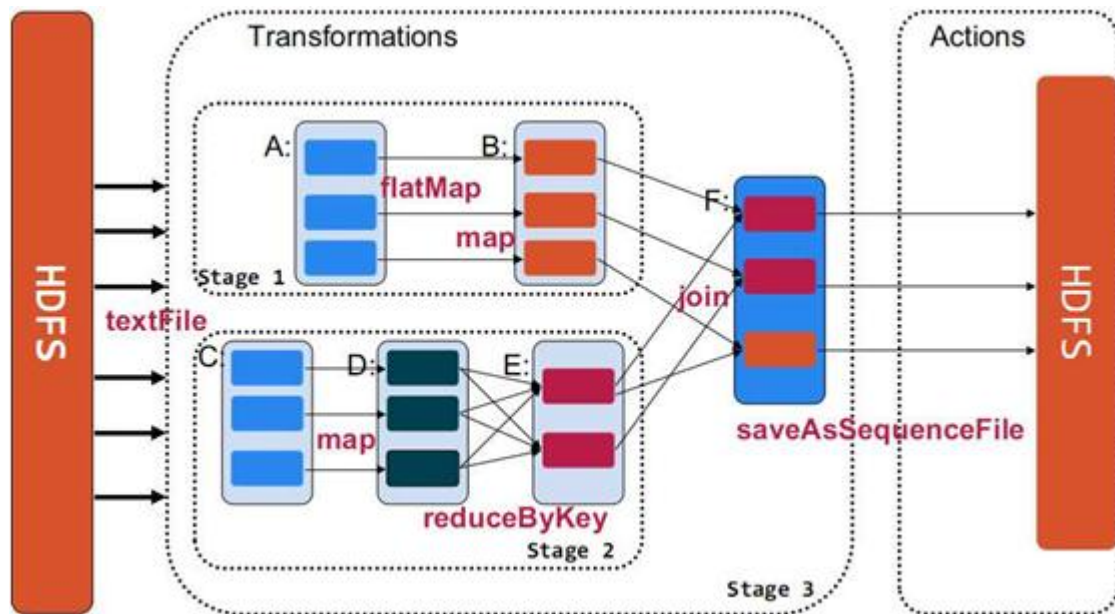 Transformations
Actions
HDFS
A:
B:
flatMap
map
Stage 1
F:
join
textFile
C:
D:
E:
map
reduceByKey
Stage 2
saveAsSequenceFile
Stage 3
HDFS